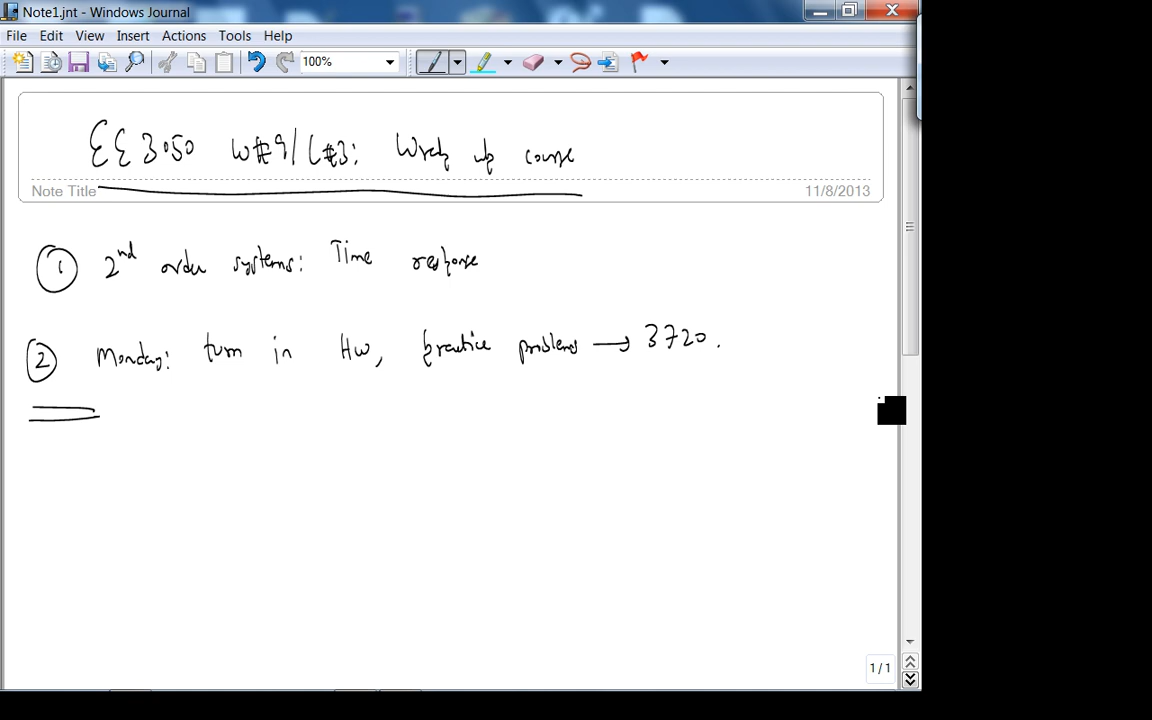 Note1.jnt - Windows Journal
File Edit View Insert Actions Tools Help
100%
EE 3050 W#9/L#3: Wrap up course
Note Title
11/8/2013
1 2nd order systems: Time response
2 Monday: turn in HW, practice problems → 3720.
1/1